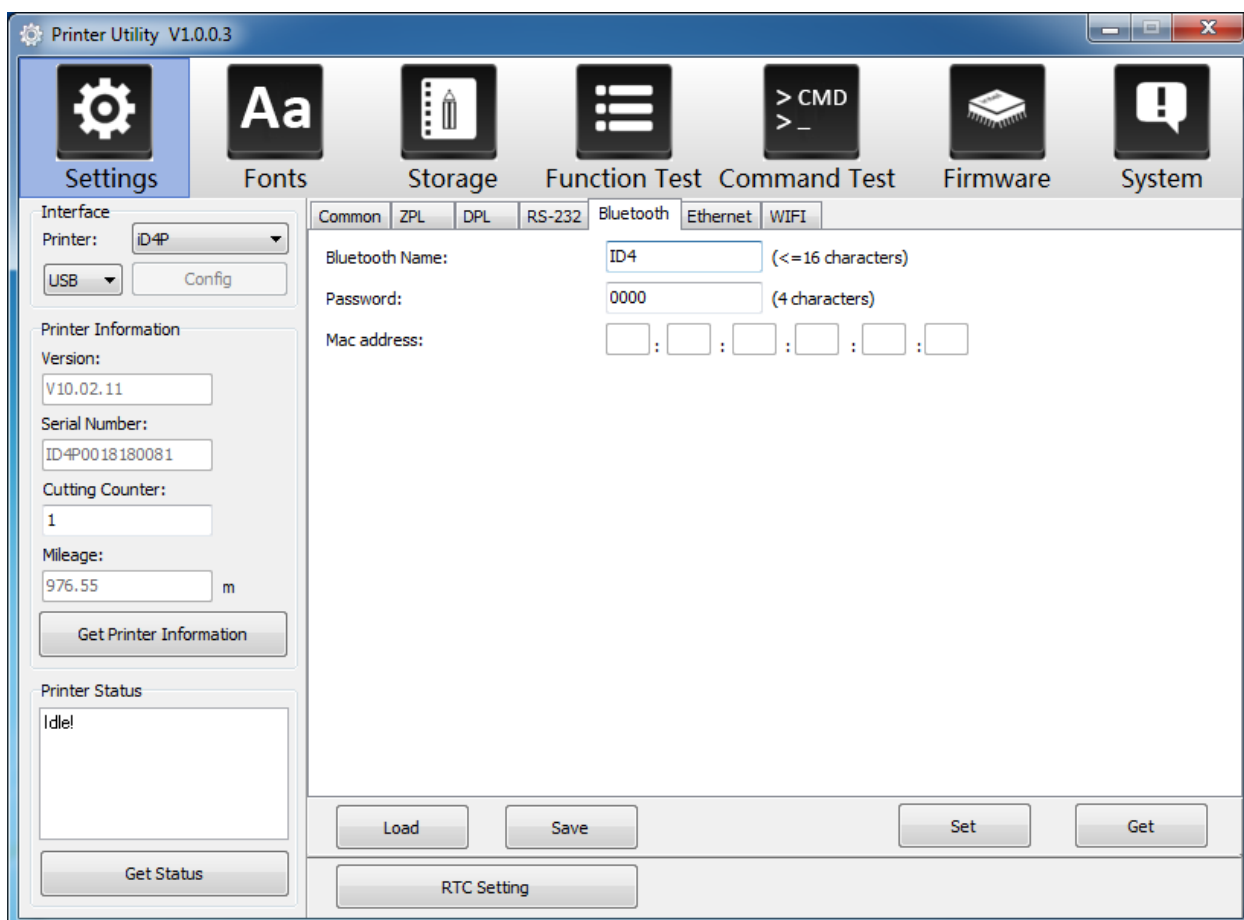 Printer Utility V1.0.0.3
Aa
> CMD
> _
Settings Fonts Storage Function Test Command Test Firmware System
Interface
Printer: iD4P
USB Config
Printer Information
Version:
V10.02.11
Serial Number:
ID4P0018180081
Cutting Counter:
1
Mileage:
976.55 m
Get Printer Information
Printer Status
Idle!
Get Status
Common ZPL DPL RS-232 Bluetooth Ethernet WIFI
Bluetooth Name: ID4 (<=16 characters)
Password: 0000 (4 characters)
Mac address: : : : : :
Load Save Set Get
RTC Setting